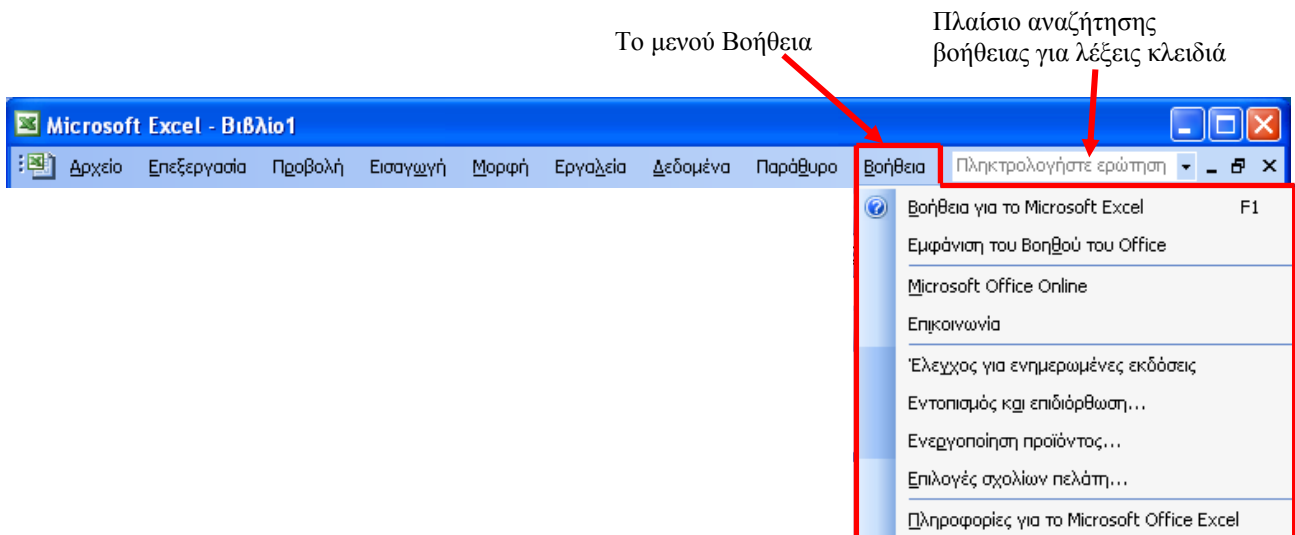 Το μενού Βοήθεια
Πλαίσιο αναζήτησης
βοήθειας για λέξεις κλειδιά
Microsoft Excel - Βιβλίο1
Αρχείο Επεξεργασία Προβολή Εισαγωγή Μορφή Εργαλεία Δεδομένα Παράθυρο Βοήθεια Πληκτρολογήστε ερώτηση
Βοήθεια για το Microsoft Excel F1
Εμφάνιση του Βοηθού του Office
Microsoft Office Online
Επικοινωνία
Έλεγχος για ενημερωμένες εκδόσεις
Εντοπισμός και επιδιόρθωση...
Ενεργοποίηση προϊόντος...
Επιλογές σχολίων πελάτη...
Πληροφορίες για το Microsoft Office Excel